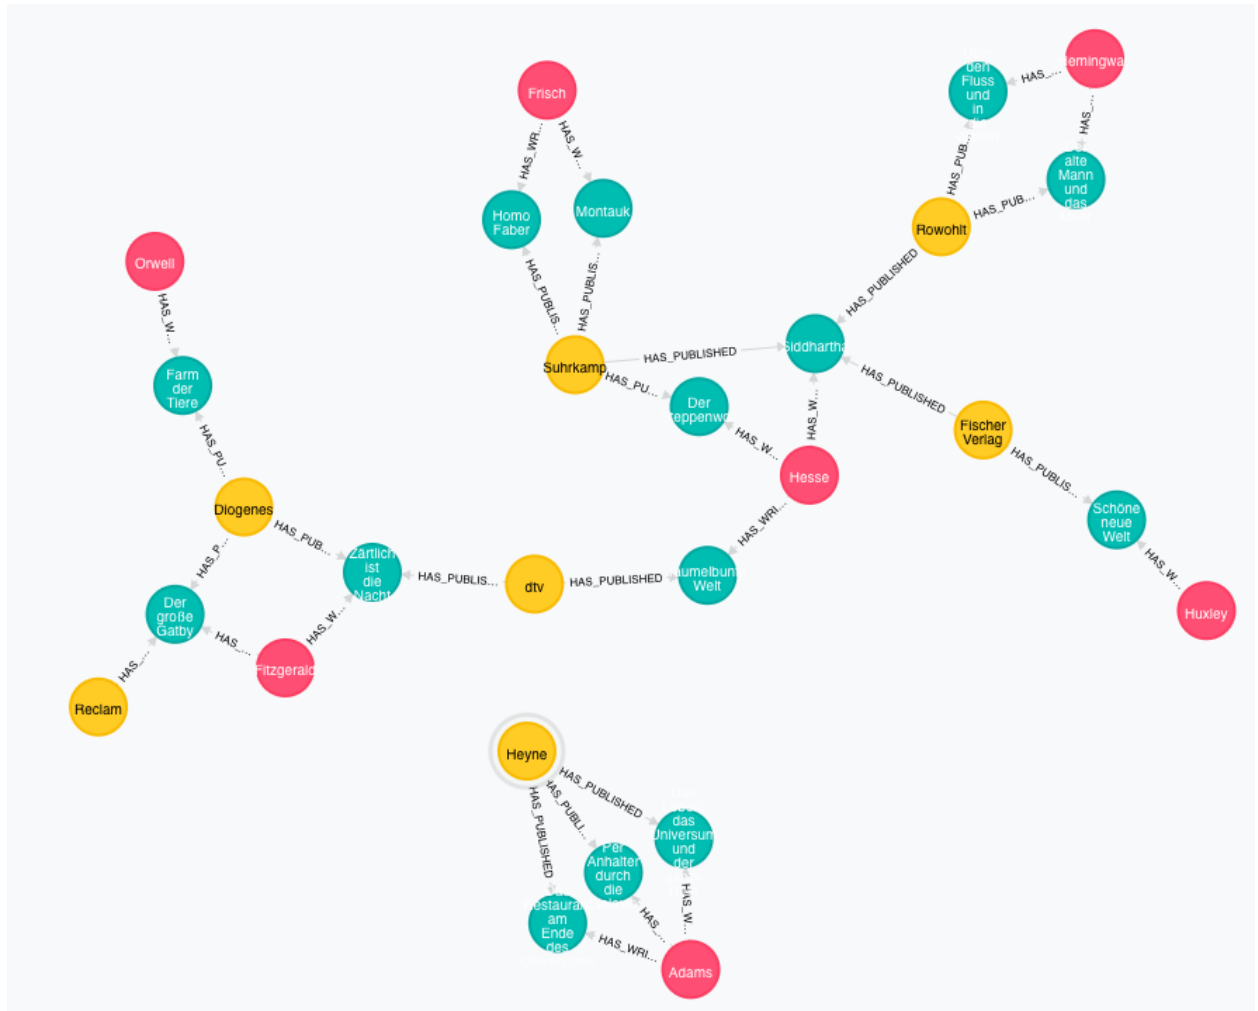 den
Fluss
und
in
HAS_...
HAS_...
HAS_PUB...
alte
Mann
und
das
HAS_PUB...
Rowohlt
Frisch
HAS_WR...
HAS_W...
Homo
Faber
Montauk
HAS_PUBLIS...
HAS_PUBLIS...
Orwell
HAS_W...
Farm
der
Tiere
HAS_PU...
Suhrkamp
HAS_PUBLISHED
HAS_PUBLISHED
Siddhartha
HAS_PU...
Der
HAS_W...
HAS_W...
Hesse
HAS_PUBLISHED
Fischer
Verlag
HAS_PUBLIS...
Schöne
neue
Welt
HAS_W...
Huxley
Diogenes
HAS_PUB...
HAS_P...
Zärtlich
ist
die
Nacht
HAS_PUBLIS...
dtv
HAS_PUBLISHED
HAS_WRI...
aumelbunt
Welt
Der
große
Gatby
HAS_...
HAS_W...
Fitzgerald
HAS_...
Reclam
Heyne
HAS_PUBLISHED
HAS_PUBLI...
HAS_PUBLISHED
das
Universum
und
der
Per
Anhalter
durch
die
HAS_...
HAS_W...
Restaurant
am
Ende
des
HAS_WRI...
Adams